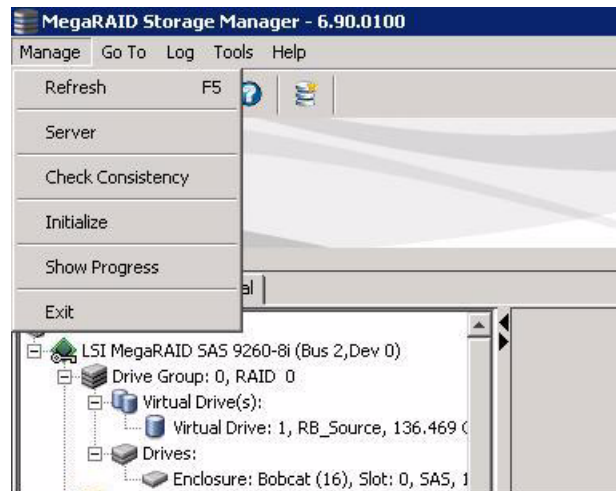 MegaRAID Storage Manager - 6.90.0100
Manage Go To Log Tools Help
Refresh F5
Server
Check Consistency
Initialize
Show Progress
Exit
LSI MegaRAID SAS 9260-8i (Bus 2,Dev 0)
Drive Group: 0, RAID 0
Virtual Drive(s):
Virtual Drive: 1, RB_Source, 136.469
Drives:
Enclosure: Bobcat (16), Slot: 0, SAS,